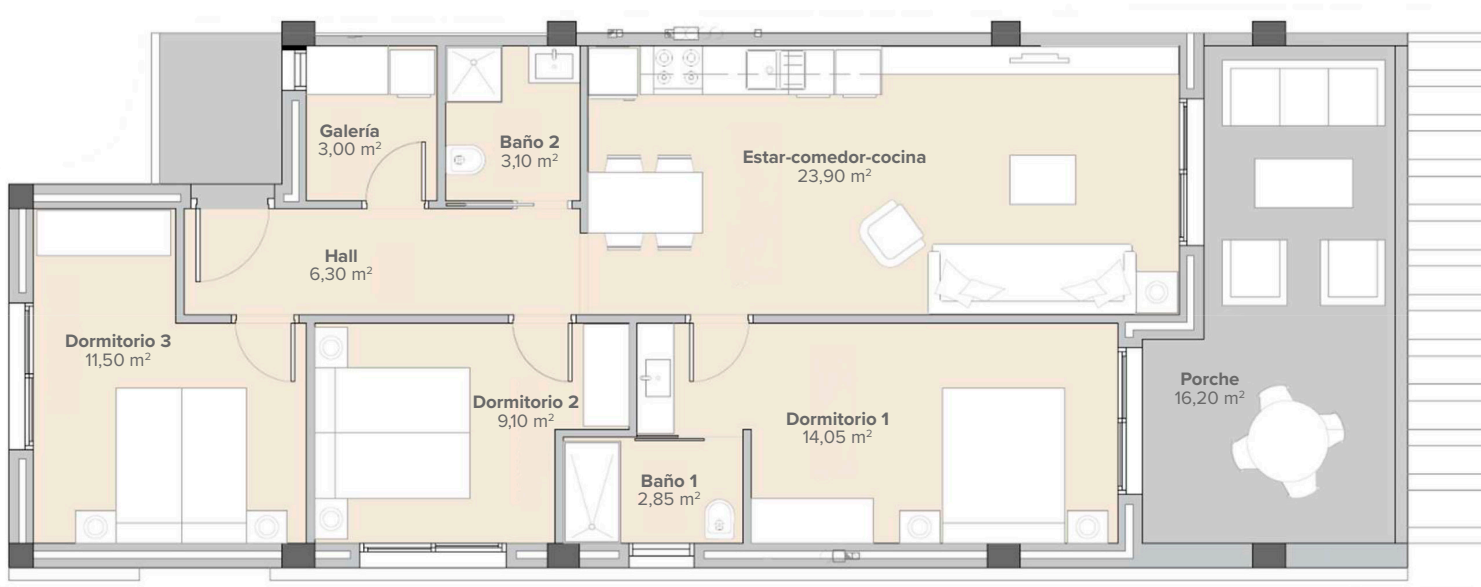 Galería
3,00 m²
Baño 2
3,10 m²
Estar-comedor-cocina
23,90 m²
Hall
6,30 m²
Dormitorio 3
11,50 m²
Dormitorio 2
9,10 m²
Dormitorio 1
14,05 m²
Porche
16,20 m²
Baño 1
2,85 m²